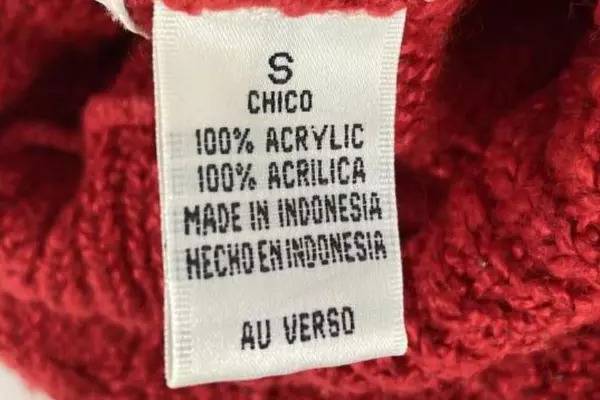 S
CHICO
100% ACRYLIC
100% ACRILICA
MADE IN INDONESIA
HECHO EN INDONESIA
AU VERSO